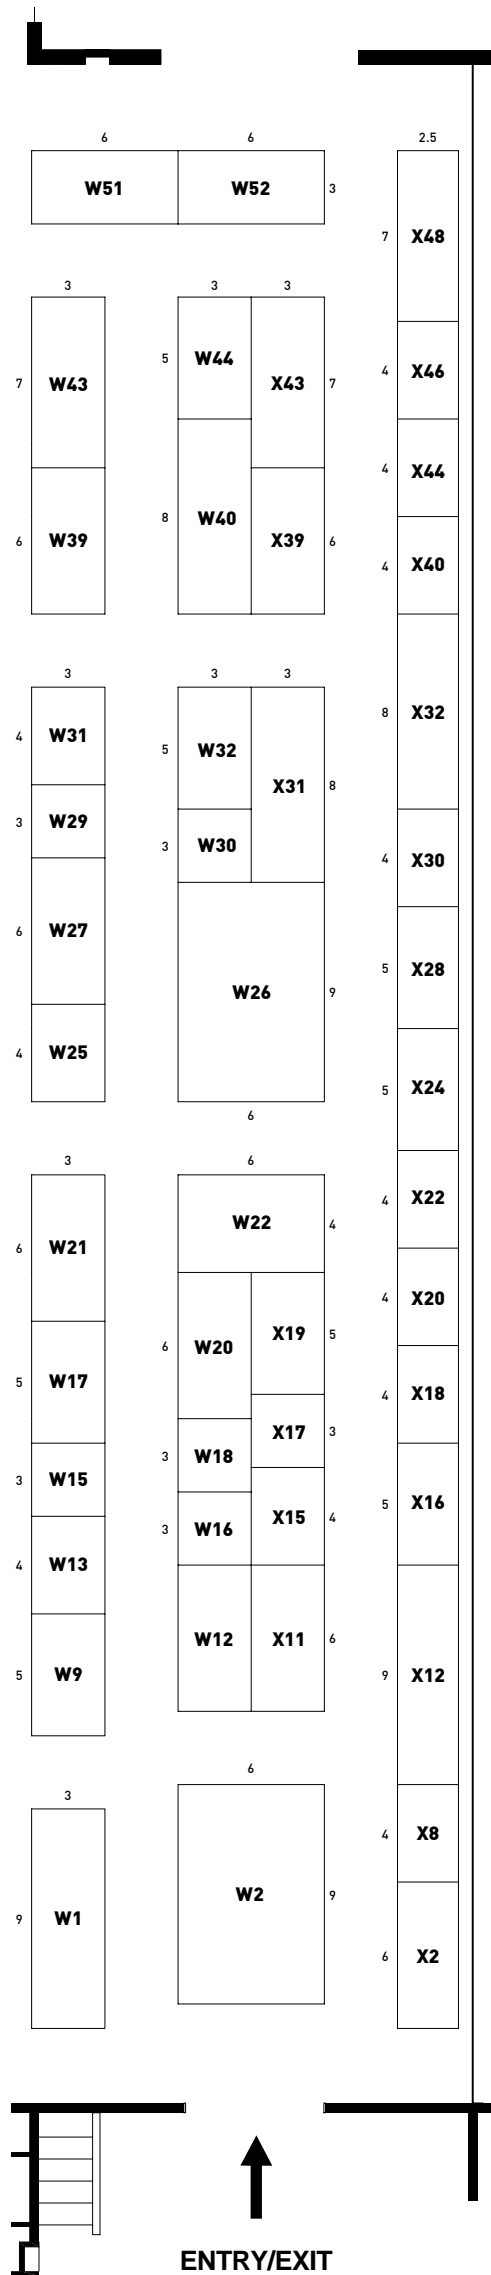 6 6 2.5
W51 W52 3
7 X48
3 3 3
5 W44
7 W43 X43 7
4 X46
4 X44
8 W40
6 W39 X39 6
4 X40
3 3 3
8 X32
4 W31
5 W32
X31 8
3 W29
3 W30
4 X30
6 W27
5 X28
W26 9
4 W25
5 X24
6
3 6
4 X22
W22 4
6 W21
4 X20
X19 5
6 W20
5 W17
4 X18
X17 3
3 W18
3 W15
5 X16
X15 4
3 W16
4 W13
W12 X11 6
5 W9
9 X12
6
3
4 X8
W2 9
9 W1
6 X2
ENTRY/EXIT